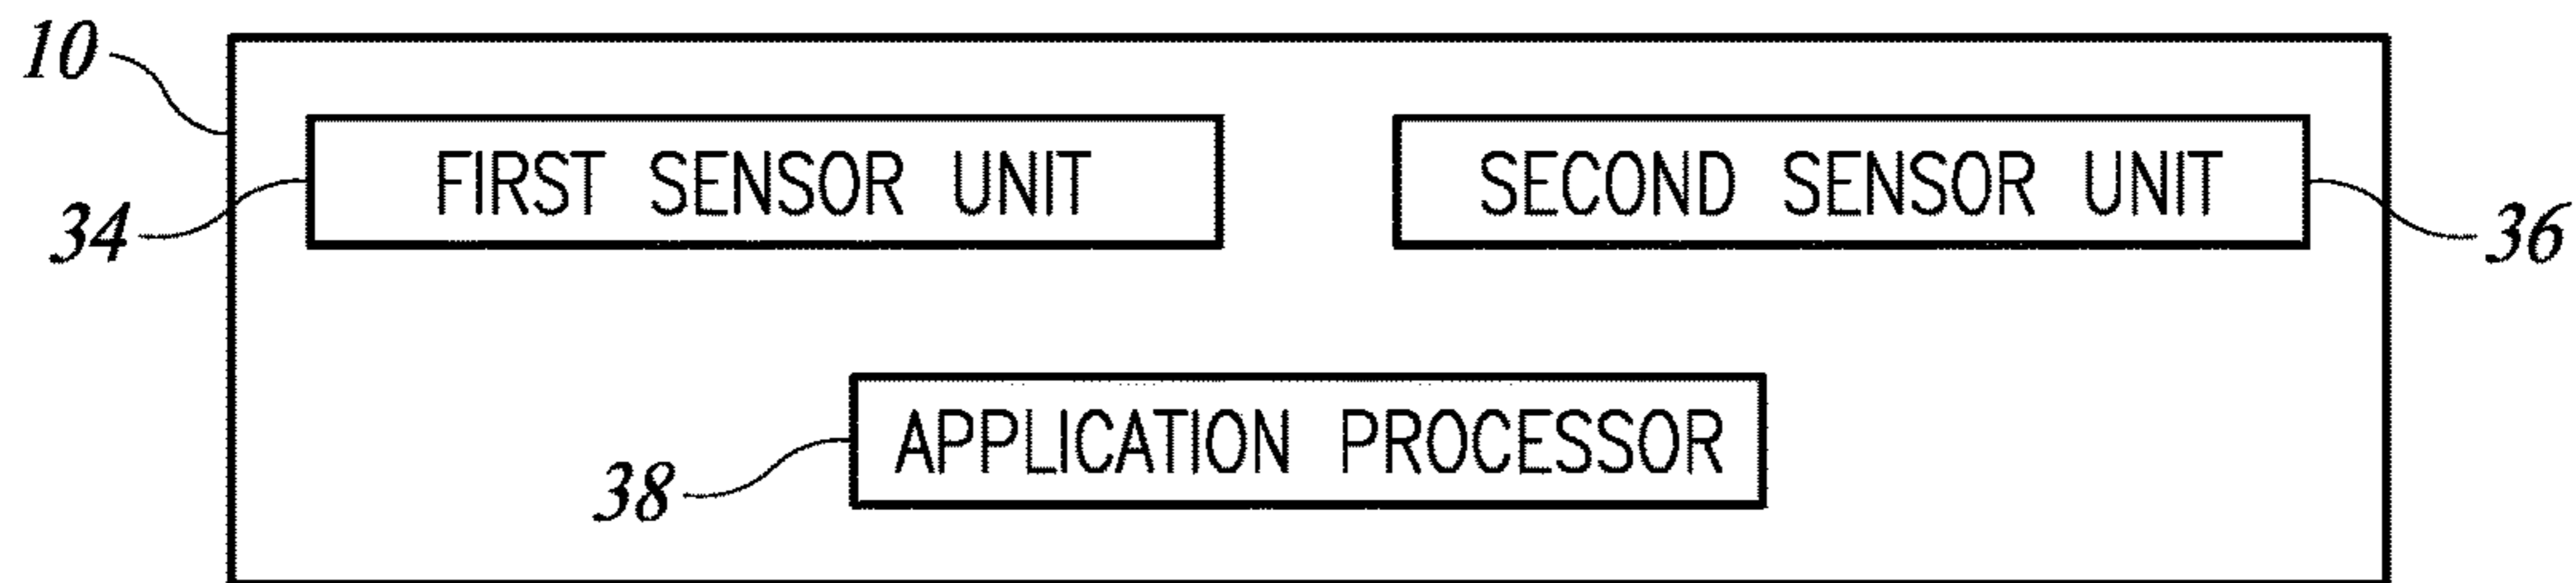 10
FIRST SENSOR UNIT
SECOND SENSOR UNIT
34
36
APPLICATION PROCESSOR
38